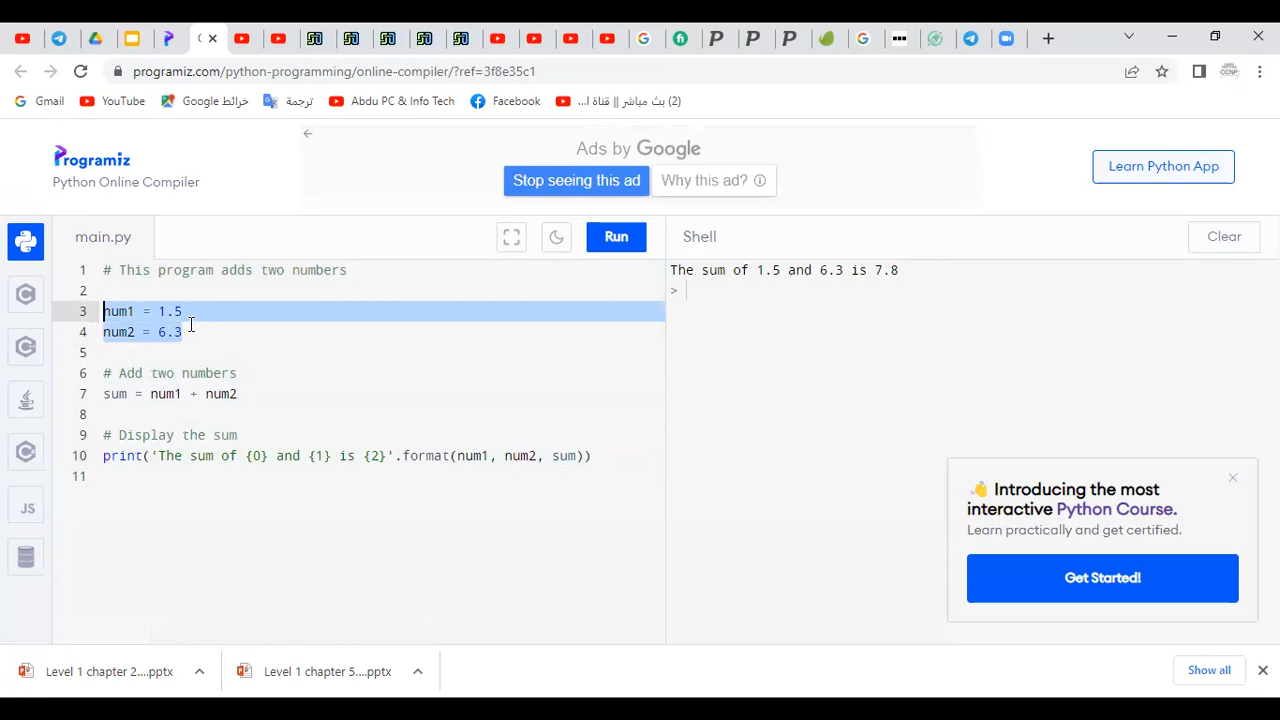 programiz.com/python-programming/online-compiler/?ref=3f8e35c1
Gmail
YouTube
خرائط Google
ترجمة
Abdu PC & Info Tech
Facebook
(2) بث مباشر || قناة ا...
Programiz
Python Online Compiler
Ads by Google
Stop seeing this ad
Why this ad?
Learn Python App
main.py
Run
Shell
Clear
1 # This program adds two numbers
2
3 num1 = 1.5
4 num2 = 6.3
5
6 # Add two numbers
7 sum = num1 + num2
8
9 # Display the sum
10 print('The sum of {0} and {1} is {2}'.format(num1, num2, sum))
11
The sum of 1.5 and 6.3 is 7.8
>
JS
👋 Introducing the most
interactive Python Course.
Learn practically and get certified.
Get Started!
Level 1 chapter 2....pptx
Level 1 chapter 5....pptx
Show all